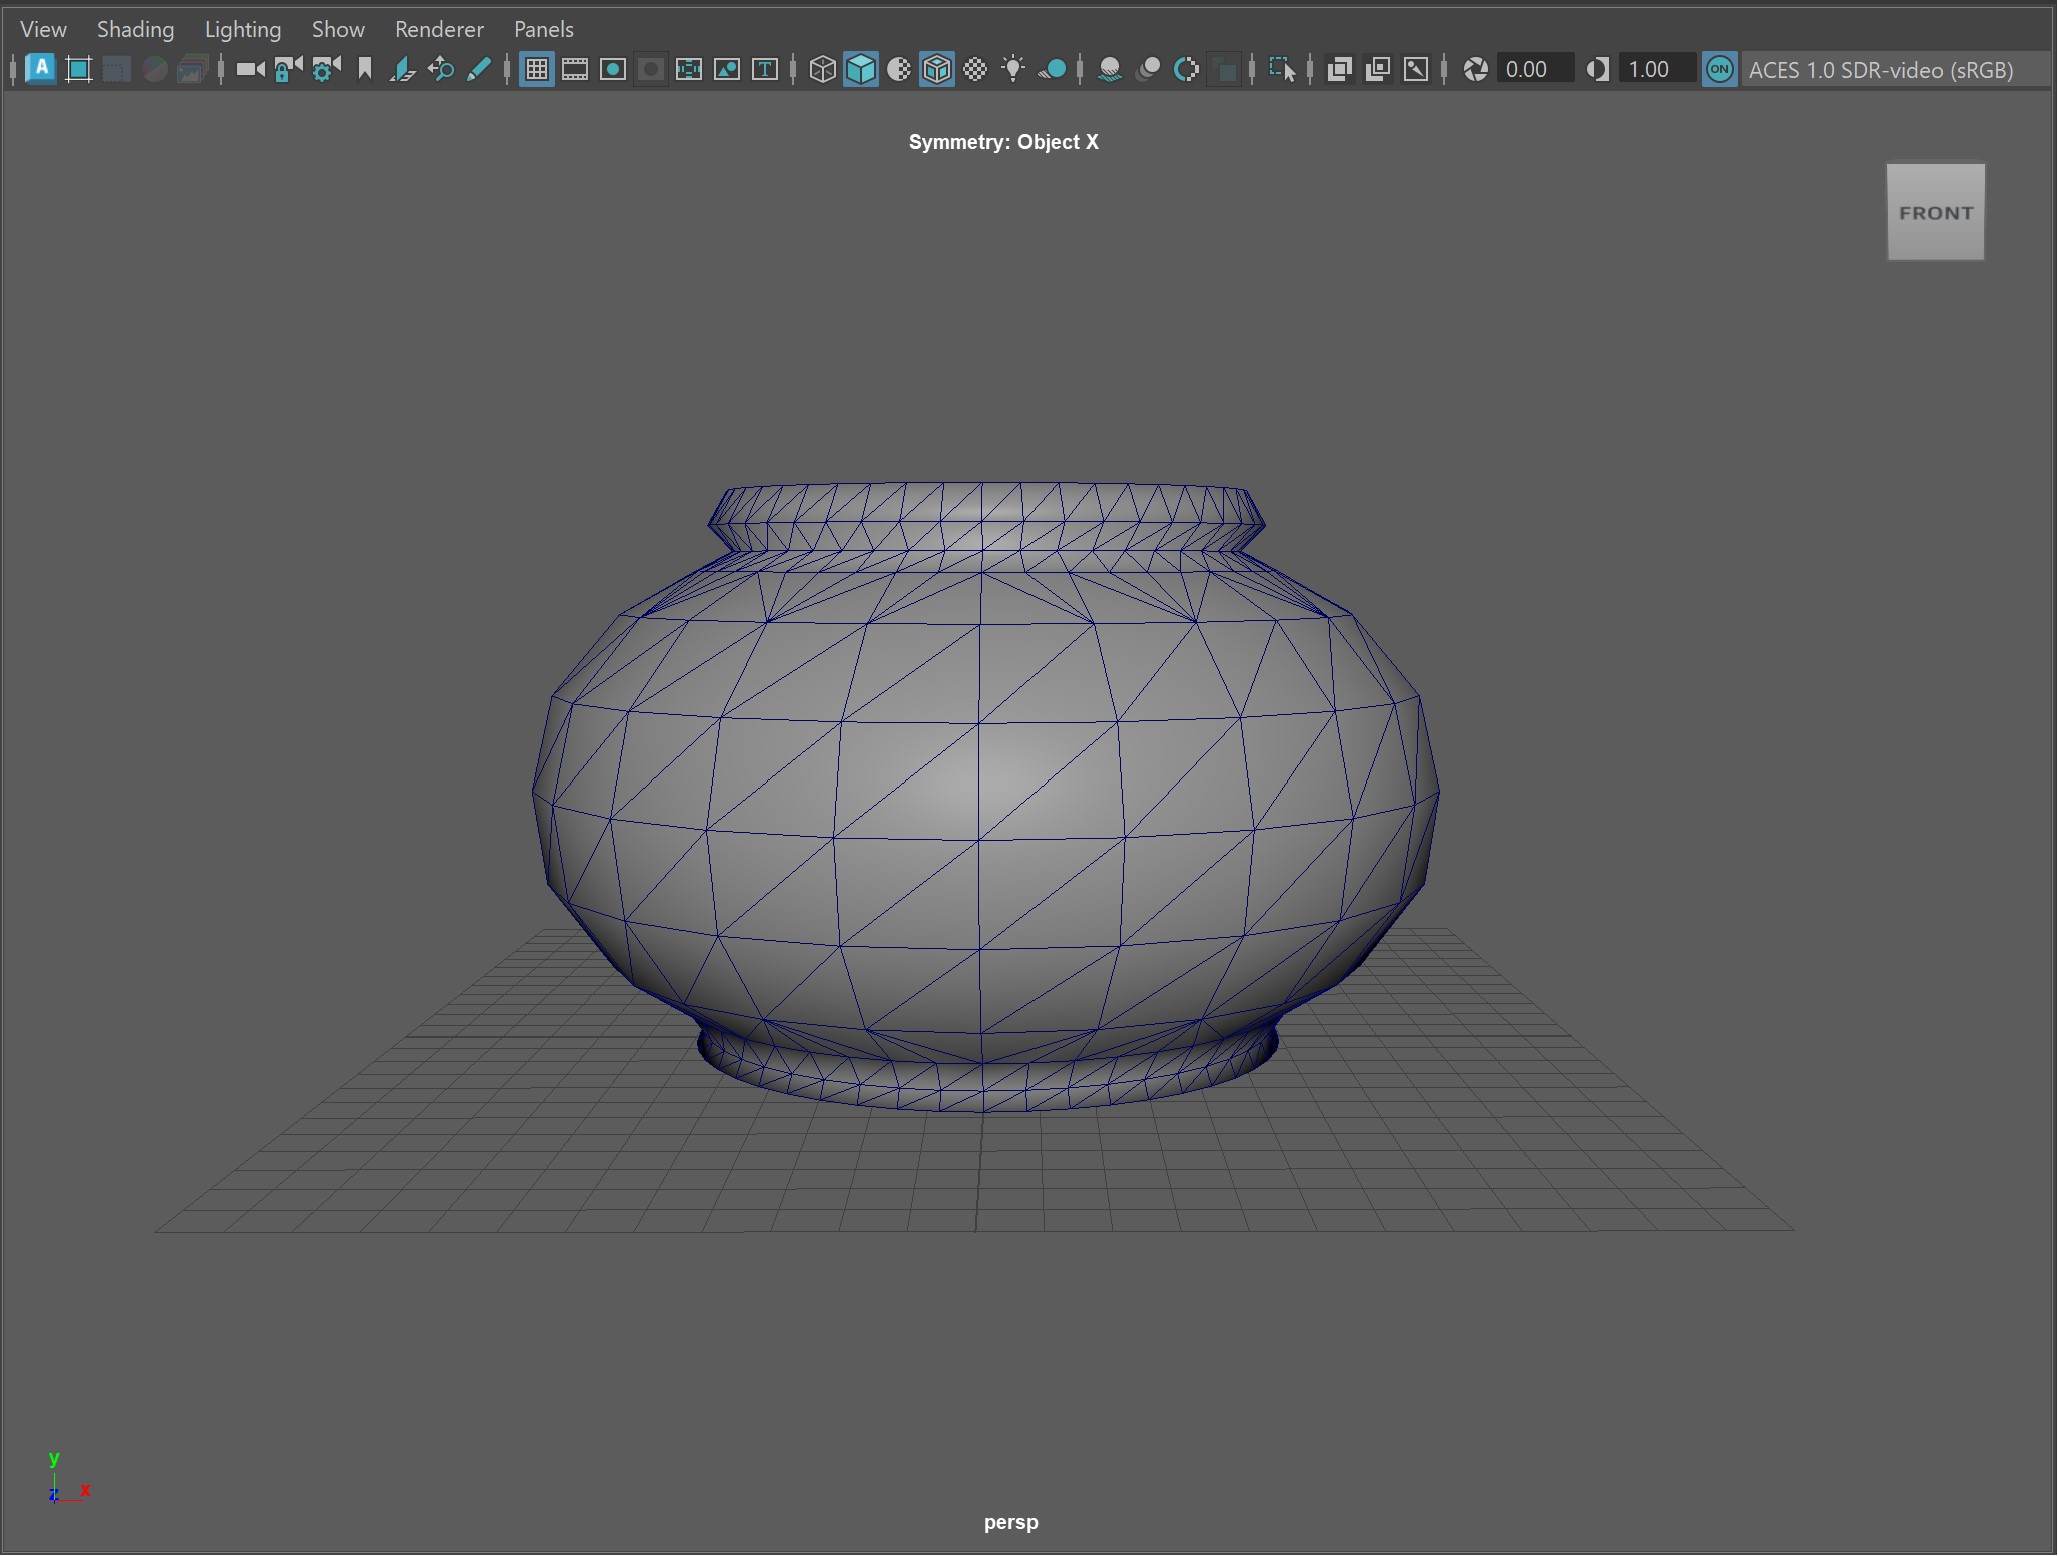 View Shading Lighting Show Renderer Panels
A T 0.00 1.00 ON ACES 1.0 SDR-video (sRGB)
Symmetry: Object X
FRONT
y
z x
persp